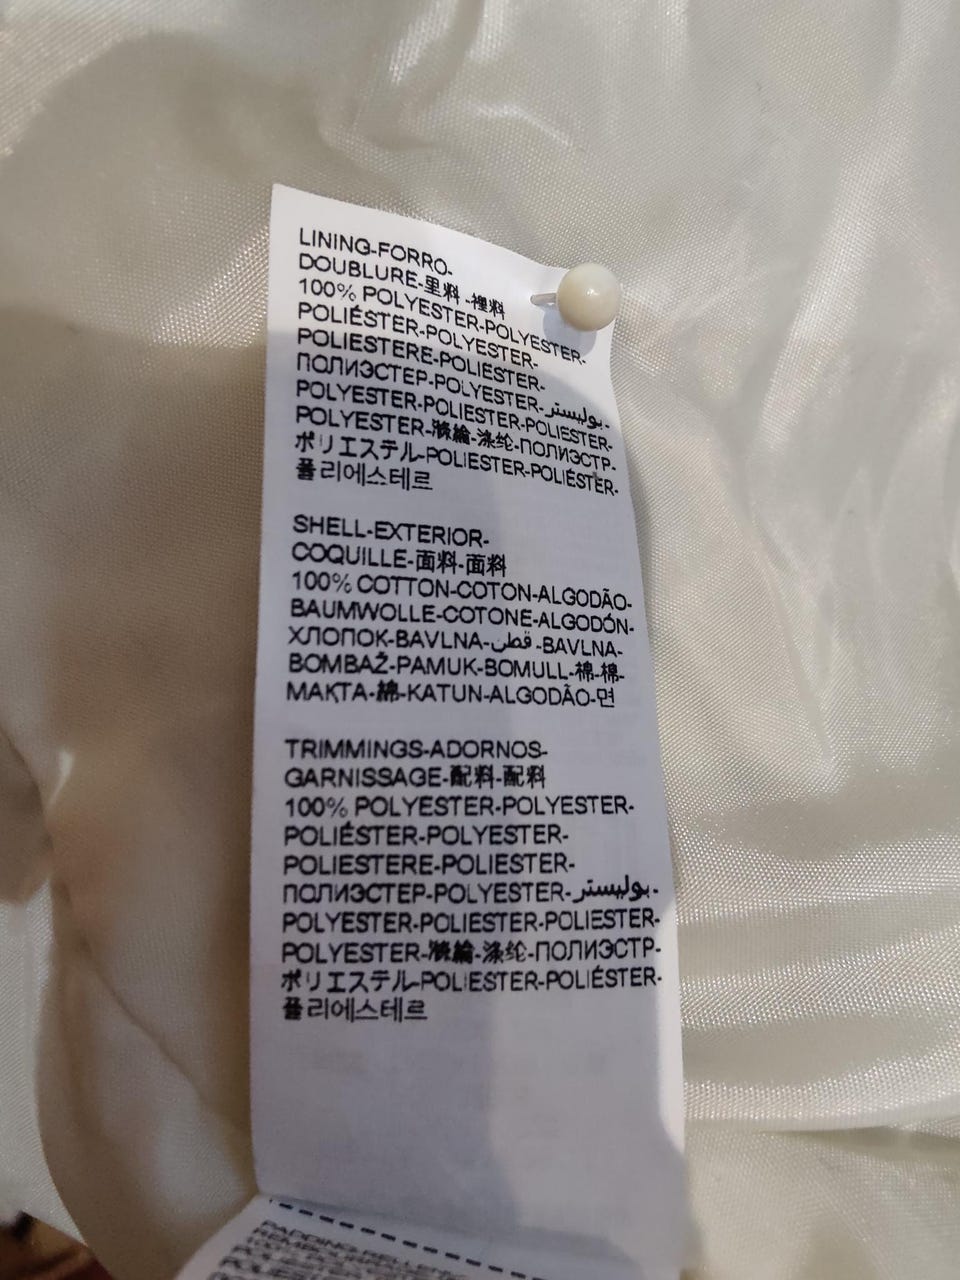 LINING-FORRO-
DOUBLURE-里料-裡料
100% POLYESTER-POLYESTER-
POLIÉSTER-POLYESTER-
POLIESTERE-POLIESTER-
ПОЛИЭСТЕР-POLYESTER-بوليستر-
POLYESTER-POLIESTER-POLIESTER-
POLYESTER-滌綸-涤纶-ПОЛИЭСТР-
ポリエステル-POLIESTER-POLIÉSTER-
폴리에스테르
SHELL-EXTERIOR-
COQUILLE-面料-面料
100% COTTON-COTON-ALGODÃO-
BAUMWOLLE-COTONE-ALGODÓN-
ХЛОПОК-BAVLNA-قطن-BAVLNA-
BOMBAŽ-PAMUK-BOMULL-棉-棉-
МАҚТА-綿-KATUN-ALGODÃO-면
TRIMMINGS-ADORNOS-
GARNISSAGE-配料-配料
100% POLYESTER-POLYESTER-
POLIÉSTER-POLYESTER-
POLIESTERE-POLIESTER-
ПОЛИЭСТЕР-POLYESTER-بوليستر-
POLYESTER-POLIESTER-POLIESTER-
POLYESTER-滌綸-涤纶-ПОЛИЭСТР-
ポリエステル-POLIESTER-POLIÉSTER-
폴리에스테르
PADDING-RELLENO-